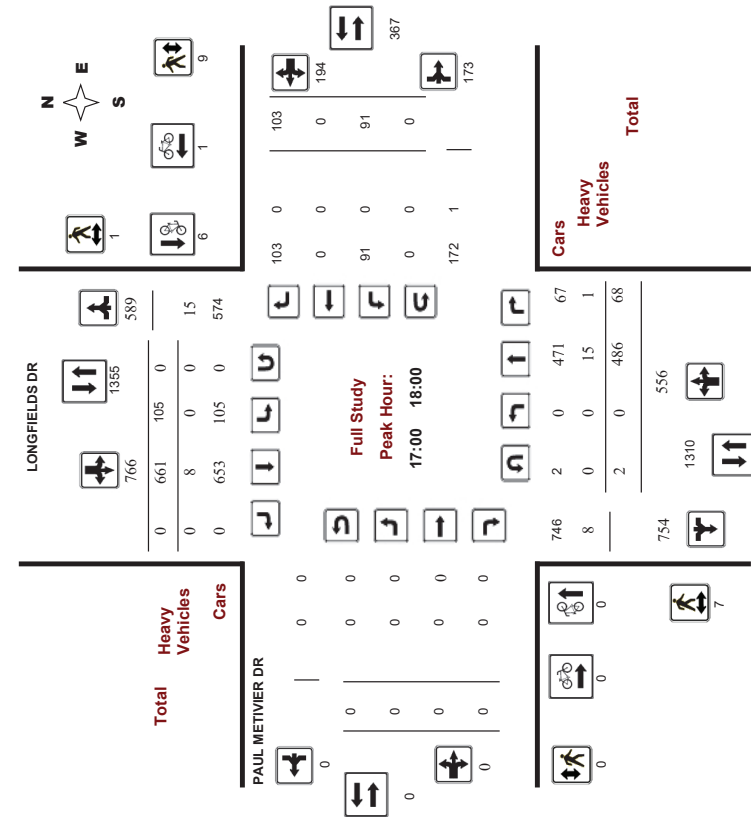 LONGFIELDS DR
N
W E
S
1355
766 589
661 105 0
0
8 0 0 15
0
653 105 0 574
0
1
9
6 1
Total
Heavy
Vehicles
Cars
PAUL METIVIER DR
Full Study
Peak Hour:
17:00 18:00
103 0 103
0 0 0
91 0 91
0 0 0
172 1
194
367
173
0 0
0 0 0
0 0 0
0 0 0
0 0 0
0
0
0
Cars
Heavy
Vehicles
Total
746 2 0 471 67
8 0 0 15 1
2 0 486 68
754 556
1310
0 0
0
7